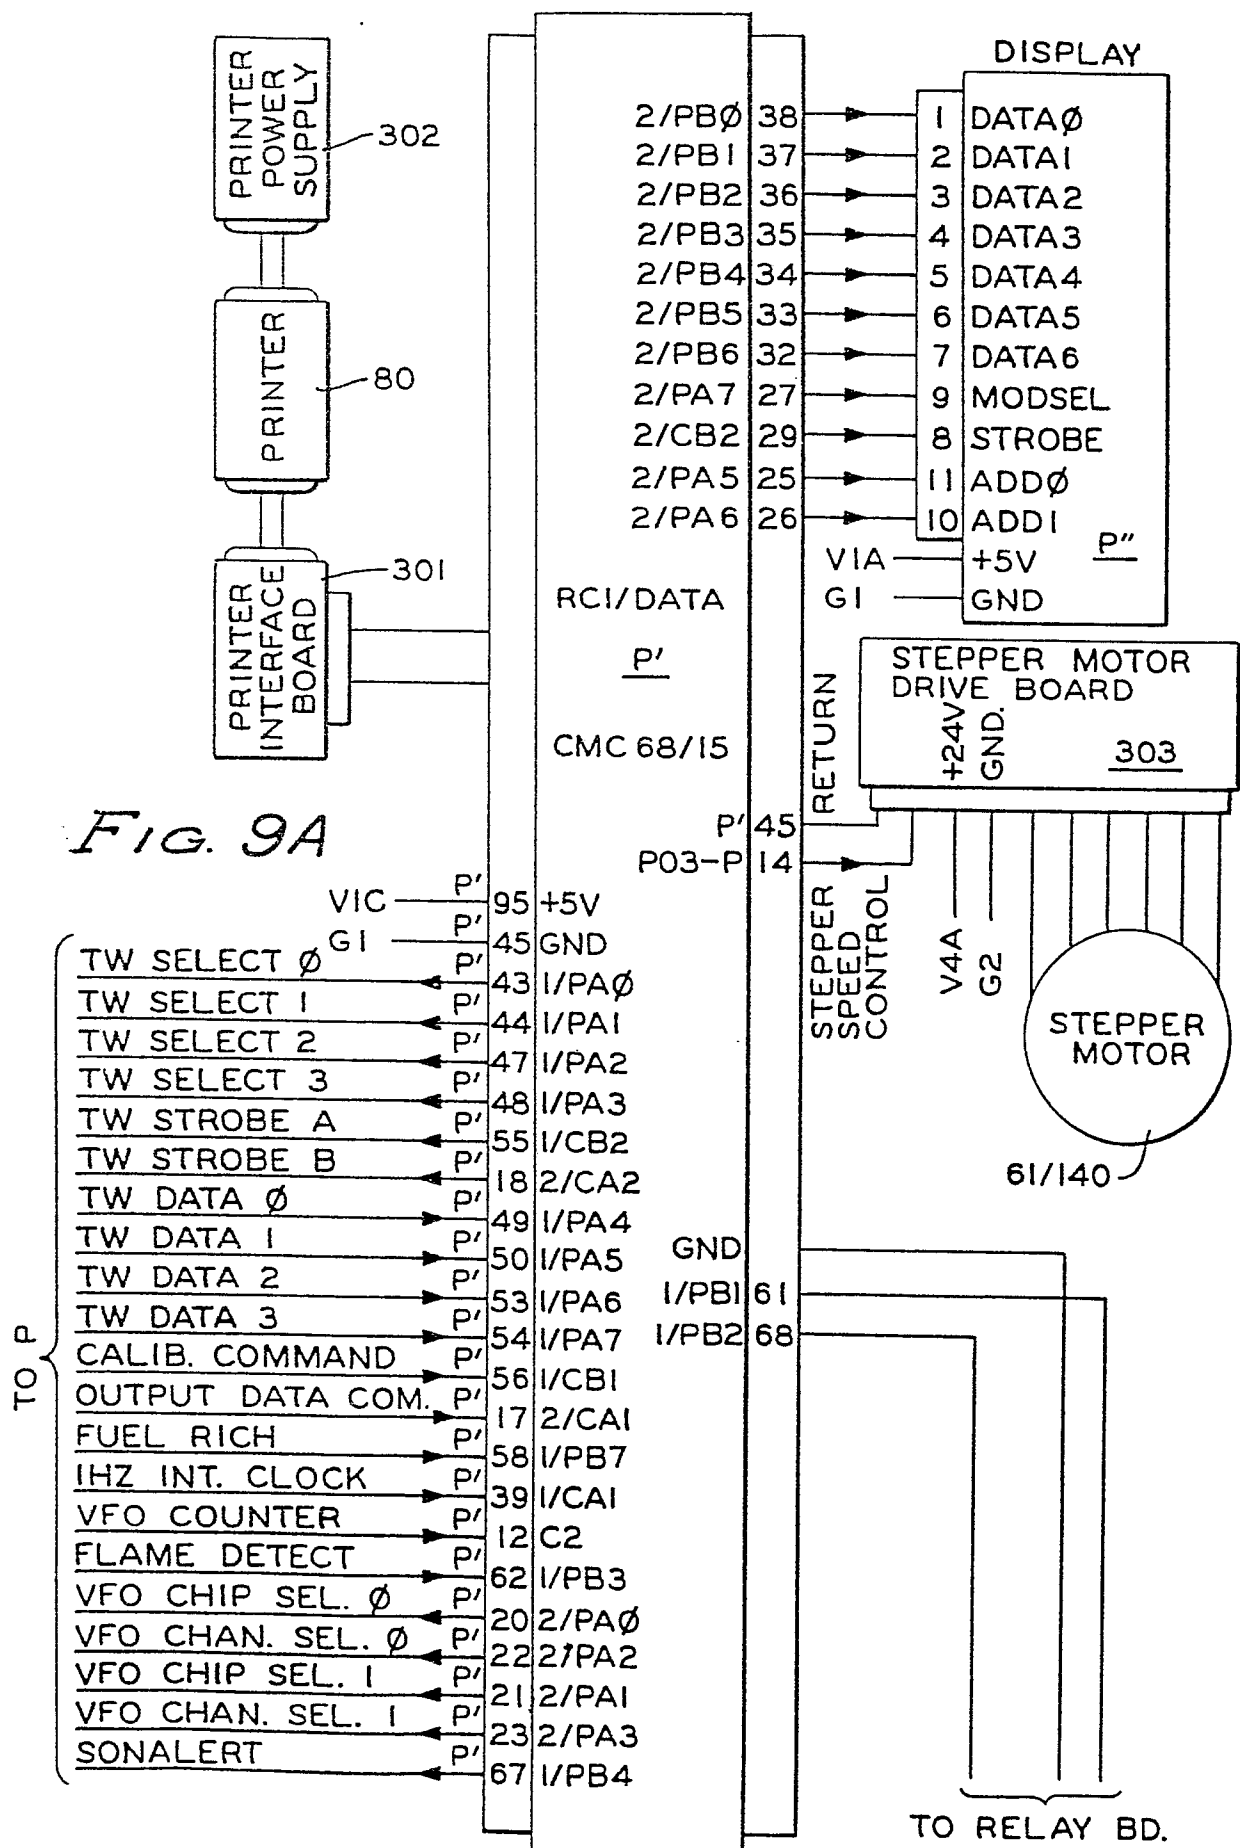 PRINTER
POWER
SUPPLY
302
PRINTER
80
PRINTER
INTERFACE
BOARD
301
FIG. 9A
RCI/DATA
P'
CMC 68/15
DISPLAY
2/PBØ 38 1 DATAØ
2/PB1 37 2 DATA1
2/PB2 36 3 DATA2
2/PB3 35 4 DATA3
2/PB4 34 5 DATA4
2/PB5 33 6 DATA5
2/PB6 32 7 DATA6
2/PA7 27 9 MODSEL
2/CB2 29 8 STROBE
2/PA5 25 11 ADDØ
2/PA6 26 10 ADD1
P"
V1A +5V
G1 GND
STEPPER MOTOR
DRIVE BOARD
+24V
GND.
303
RETURN
P' 45
P03-P 14
STEPPER
SPEED
CONTROL
V4A
G2
STEPPER
MOTOR
61/140
V1C P' 95 +5V
G1 P' 45 GND
TO P
TW SELECT Ø P' 43 1/PAØ
TW SELECT 1 P' 44 1/PA1
TW SELECT 2 P' 47 1/PA2
TW SELECT 3 P' 48 1/PA3
TW STROBE A P' 55 1/CB2
TW STROBE B P' 18 2/CA2
TW DATA Ø P' 49 1/PA4
TW DATA 1 P' 50 1/PA5
TW DATA 2 P' 53 1/PA6
TW DATA 3 P' 54 1/PA7
CALIB. COMMAND P' 56 1/CB1
OUTPUT DATA COM. P' 17 2/CA1
FUEL RICH P' 58 1/PB7
1HZ INT. CLOCK P' 39 1/CA1
VFO COUNTER P' 12 C2
FLAME DETECT P' 62 1/PB3
VFO CHIP SEL. Ø P' 20 2/PAØ
VFO CHAN. SEL. Ø P' 22 2/PA2
VFO CHIP SEL. 1 P' 21 2/PA1
VFO CHAN. SEL. 1 P' 23 2/PA3
SONALERT P' 67 1/PB4
GND
1/PB1 61
1/PB2 68
TO RELAY BD.